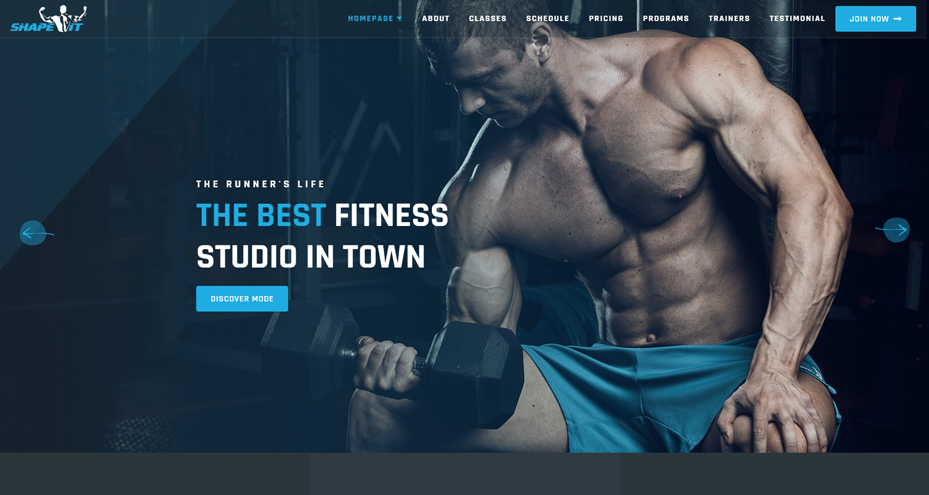 SHAPE IT
HOMEPAGE
ABOUT
CLASSES
SCHEDULE
PRICING
PROGRAMS
TRAINERS
TESTIMONIAL
JOIN NOW
THE RUNNER'S LIFE
THE BEST FITNESS
STUDIO IN TOWN
DISCOVER MODE